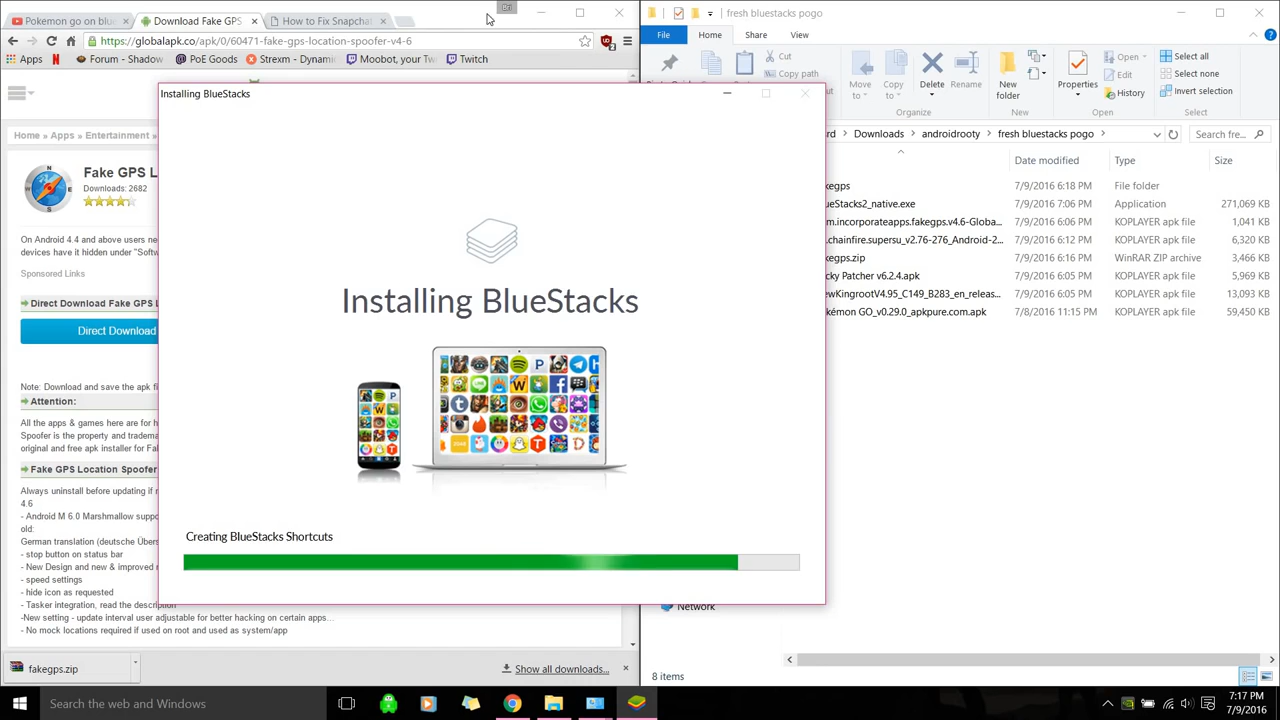 Pokemon go on blu
Download Fake GPS
How to Fix Snapcha
Bri
fresh bluestacks pogo
https://globalapk.co/apk/0/60471-fake-gps-location-spoofer-v4-6
File
Home
Share
View
Apps
Forum - Shadow
PoE Goods
Strexm - Dynami
Moobot, your Tw
Twitch
Cut
Copy path
Move to
Copy to
Delete
Rename
New folder
Properties
Open
Edit
History
Select all
Select none
Invert selection
Organize
New
Open
Select
Installing BlueStacks
Home » Apps » Entertainment »
Downloads
androidrooty
fresh bluestacks pogo
Search fre...
Date modified
Type
Size
Fake GPS L
Downloads: 2682
kegps
7/9/2016 6:18 PM
File folder
ueStacks2_native.exe
7/9/2016 7:06 PM
Application
271,069 KB
m.incorporateapps.fakegps.v4.6-Globa...
7/9/2016 6:06 PM
KOPLAYER apk file
1,041 KB
.chainfire.supersu_v2.76-276_Android-2...
7/9/2016 6:12 PM
KOPLAYER apk file
6,320 KB
kegps.zip
7/9/2016 6:06 PM
WinRAR ZIP archive
3,466 KB
cky Patcher v6.2.4.apk
7/9/2016 6:05 PM
KOPLAYER apk file
5,969 KB
ewKingrootV4.95_C149_B283_en_releas...
7/9/2016 6:05 PM
KOPLAYER apk file
13,093 KB
kémon GO_v0.29.0_apkpure.com.apk
7/8/2016 11:15 PM
KOPLAYER apk file
59,450 KB
On Android 4.4 and above users ne
devices have it hidden under "Softw
Sponsored Links
Direct Download Fake GPS L
Direct Download
Installing BlueStacks
Note: Download and save the apk fi
Attention:
All the apps & games here are for h
Spoofer is the property and tradema
original and free apk installer for Fak
Fake GPS Location Spoofer
Always uninstall before updating if n
4.6
- Android M 6.0 Marshmallow suppo
old:
German translation (deutsche Übers
- stop button on status bar
- New Design and new & improved r
- speed settings
- hide icon as requested
- Tasker integration, read the description
-New setting - update interval user adjustable for better hacking on certain apps...
- No mock locations required if used on root and used as system/app
Creating BlueStacks Shortcuts
Network
fakegps.zip
Show all downloads...
8 items
Search the web and Windows
7:17 PM
7/9/2016